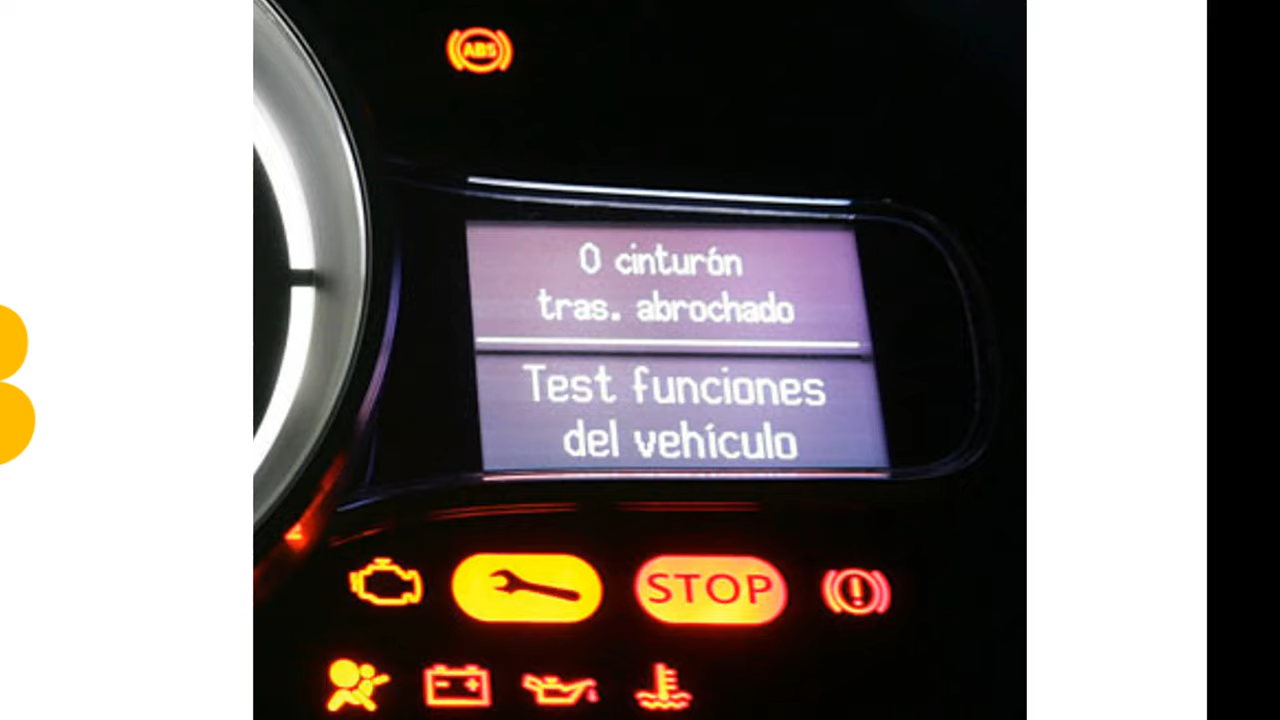 ABS
0 cinturón
tras. abrochado
Test funciones
del vehículo
STOP